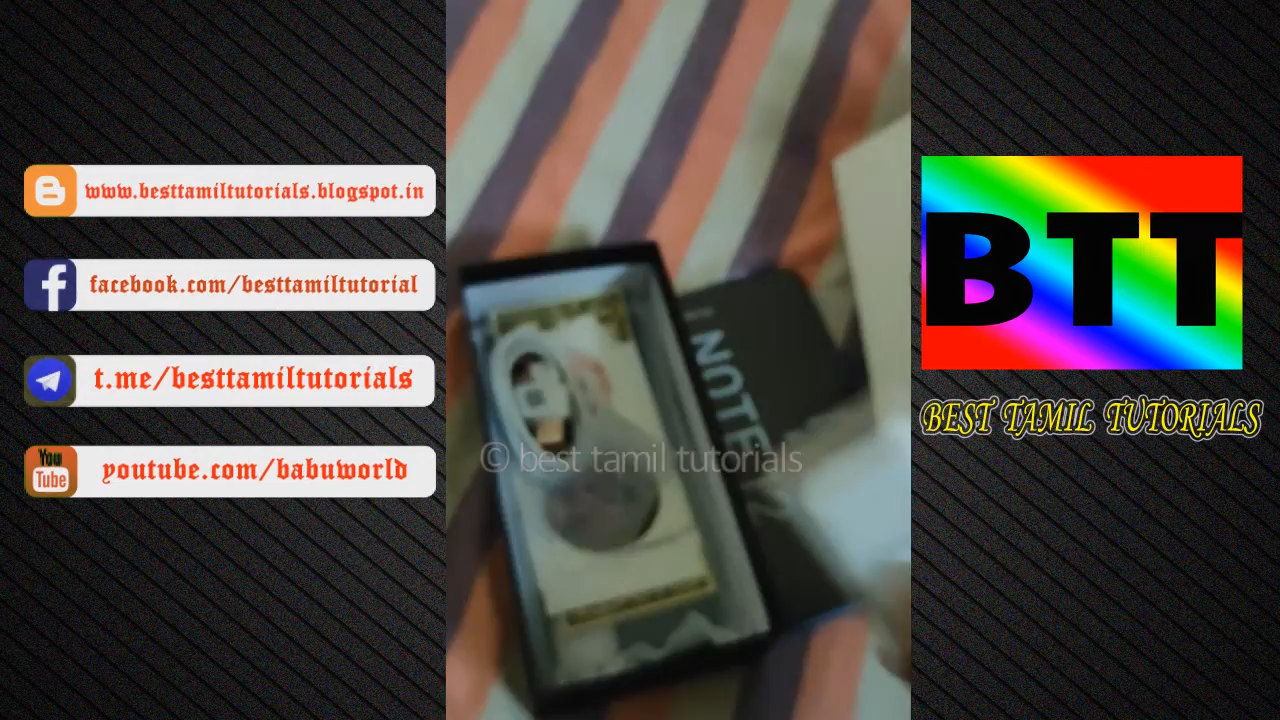 www.besttamiltutorials.blogspot.in
facebook.com/besttamiltutorial
t.me/besttamiltutorials
You
Tube
youtube.com/babuworld
© best tamil tutorials
BTT
BEST TAMIL TUTORIALS